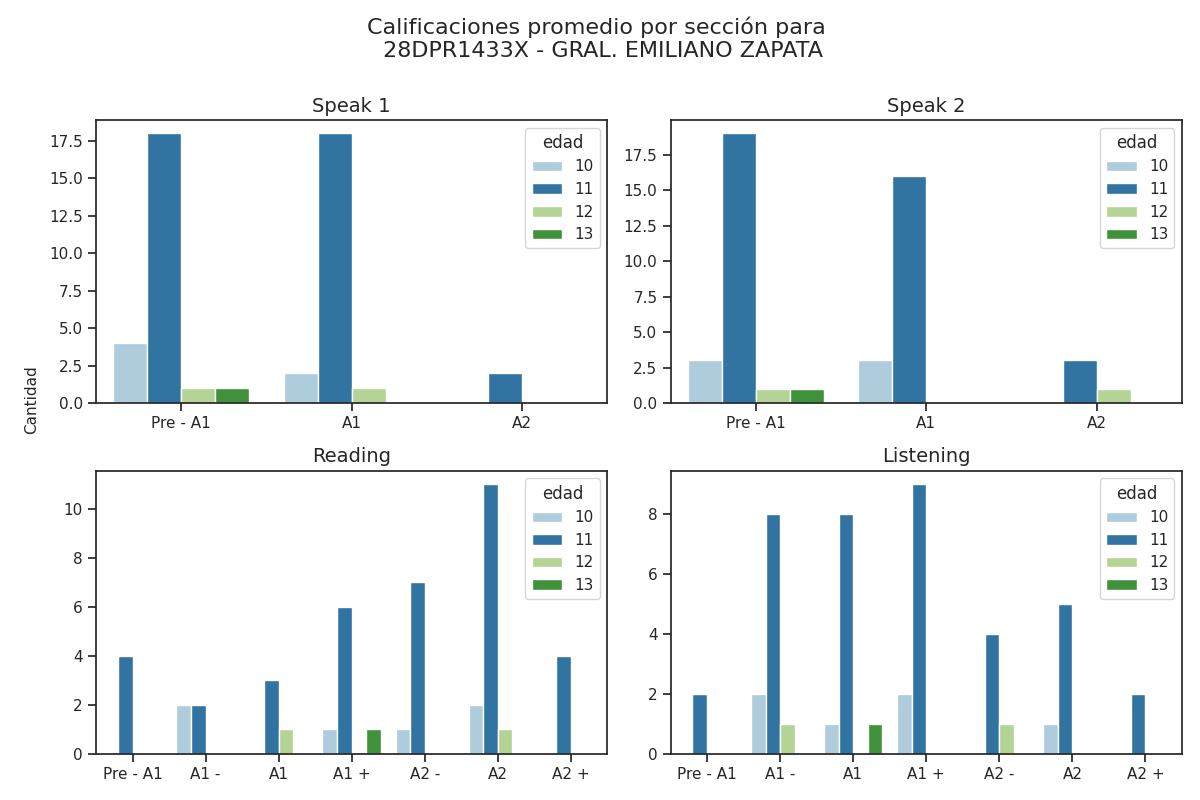 Calificaciones promedio por sección para
28DPR1433X - GRAL. EMILIANO ZAPATA
Cantidad
Speak 1
17.5
15.0
12.5
10.0
7.5
5.0
2.5
0.0
Pre - A1 A1 A2
edad
10
11
12
13
Speak 2
17.5
15.0
12.5
10.0
7.5
5.0
2.5
0.0
Pre - A1 A1 A2
edad
10
11
12
13
Reading
10
8
6
4
2
0
Pre - A1 A1 - A1 A1 + A2 - A2 A2 +
edad
10
11
12
13
Listening
8
6
4
2
0
Pre - A1 A1 - A1 A1 + A2 - A2 A2 +
edad
10
11
12
13